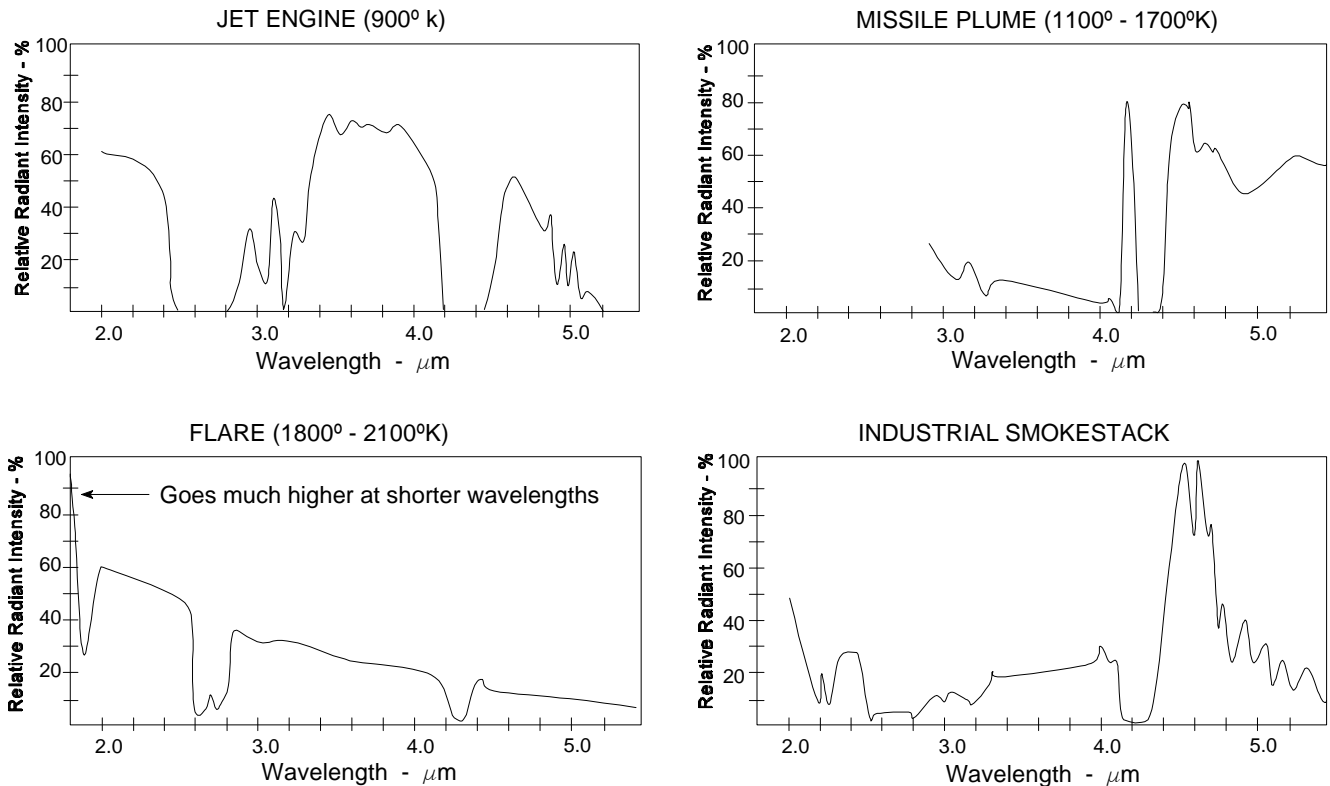 JET ENGINE (900º k)
Relative Radiant Intensity - %
100
80
60
40
20
2.0 3.0 4.0 5.0
Wavelength - μm
MISSILE PLUME (1100º - 1700ºK)
Relative Radiant Intensity - %
100
80
60
40
20
2.0 3.0 4.0 5.0
Wavelength - μm
FLARE (1800º - 2100ºK)
Relative Radiant Intensity - %
100
Goes much higher at shorter wavelengths
80
60
40
20
2.0 3.0 4.0 5.0
Wavelength - μm
INDUSTRIAL SMOKESTACK
Relative Radiant Intensity - %
100
80
60
40
20
2.0 3.0 4.0 5.0
Wavelength - μm